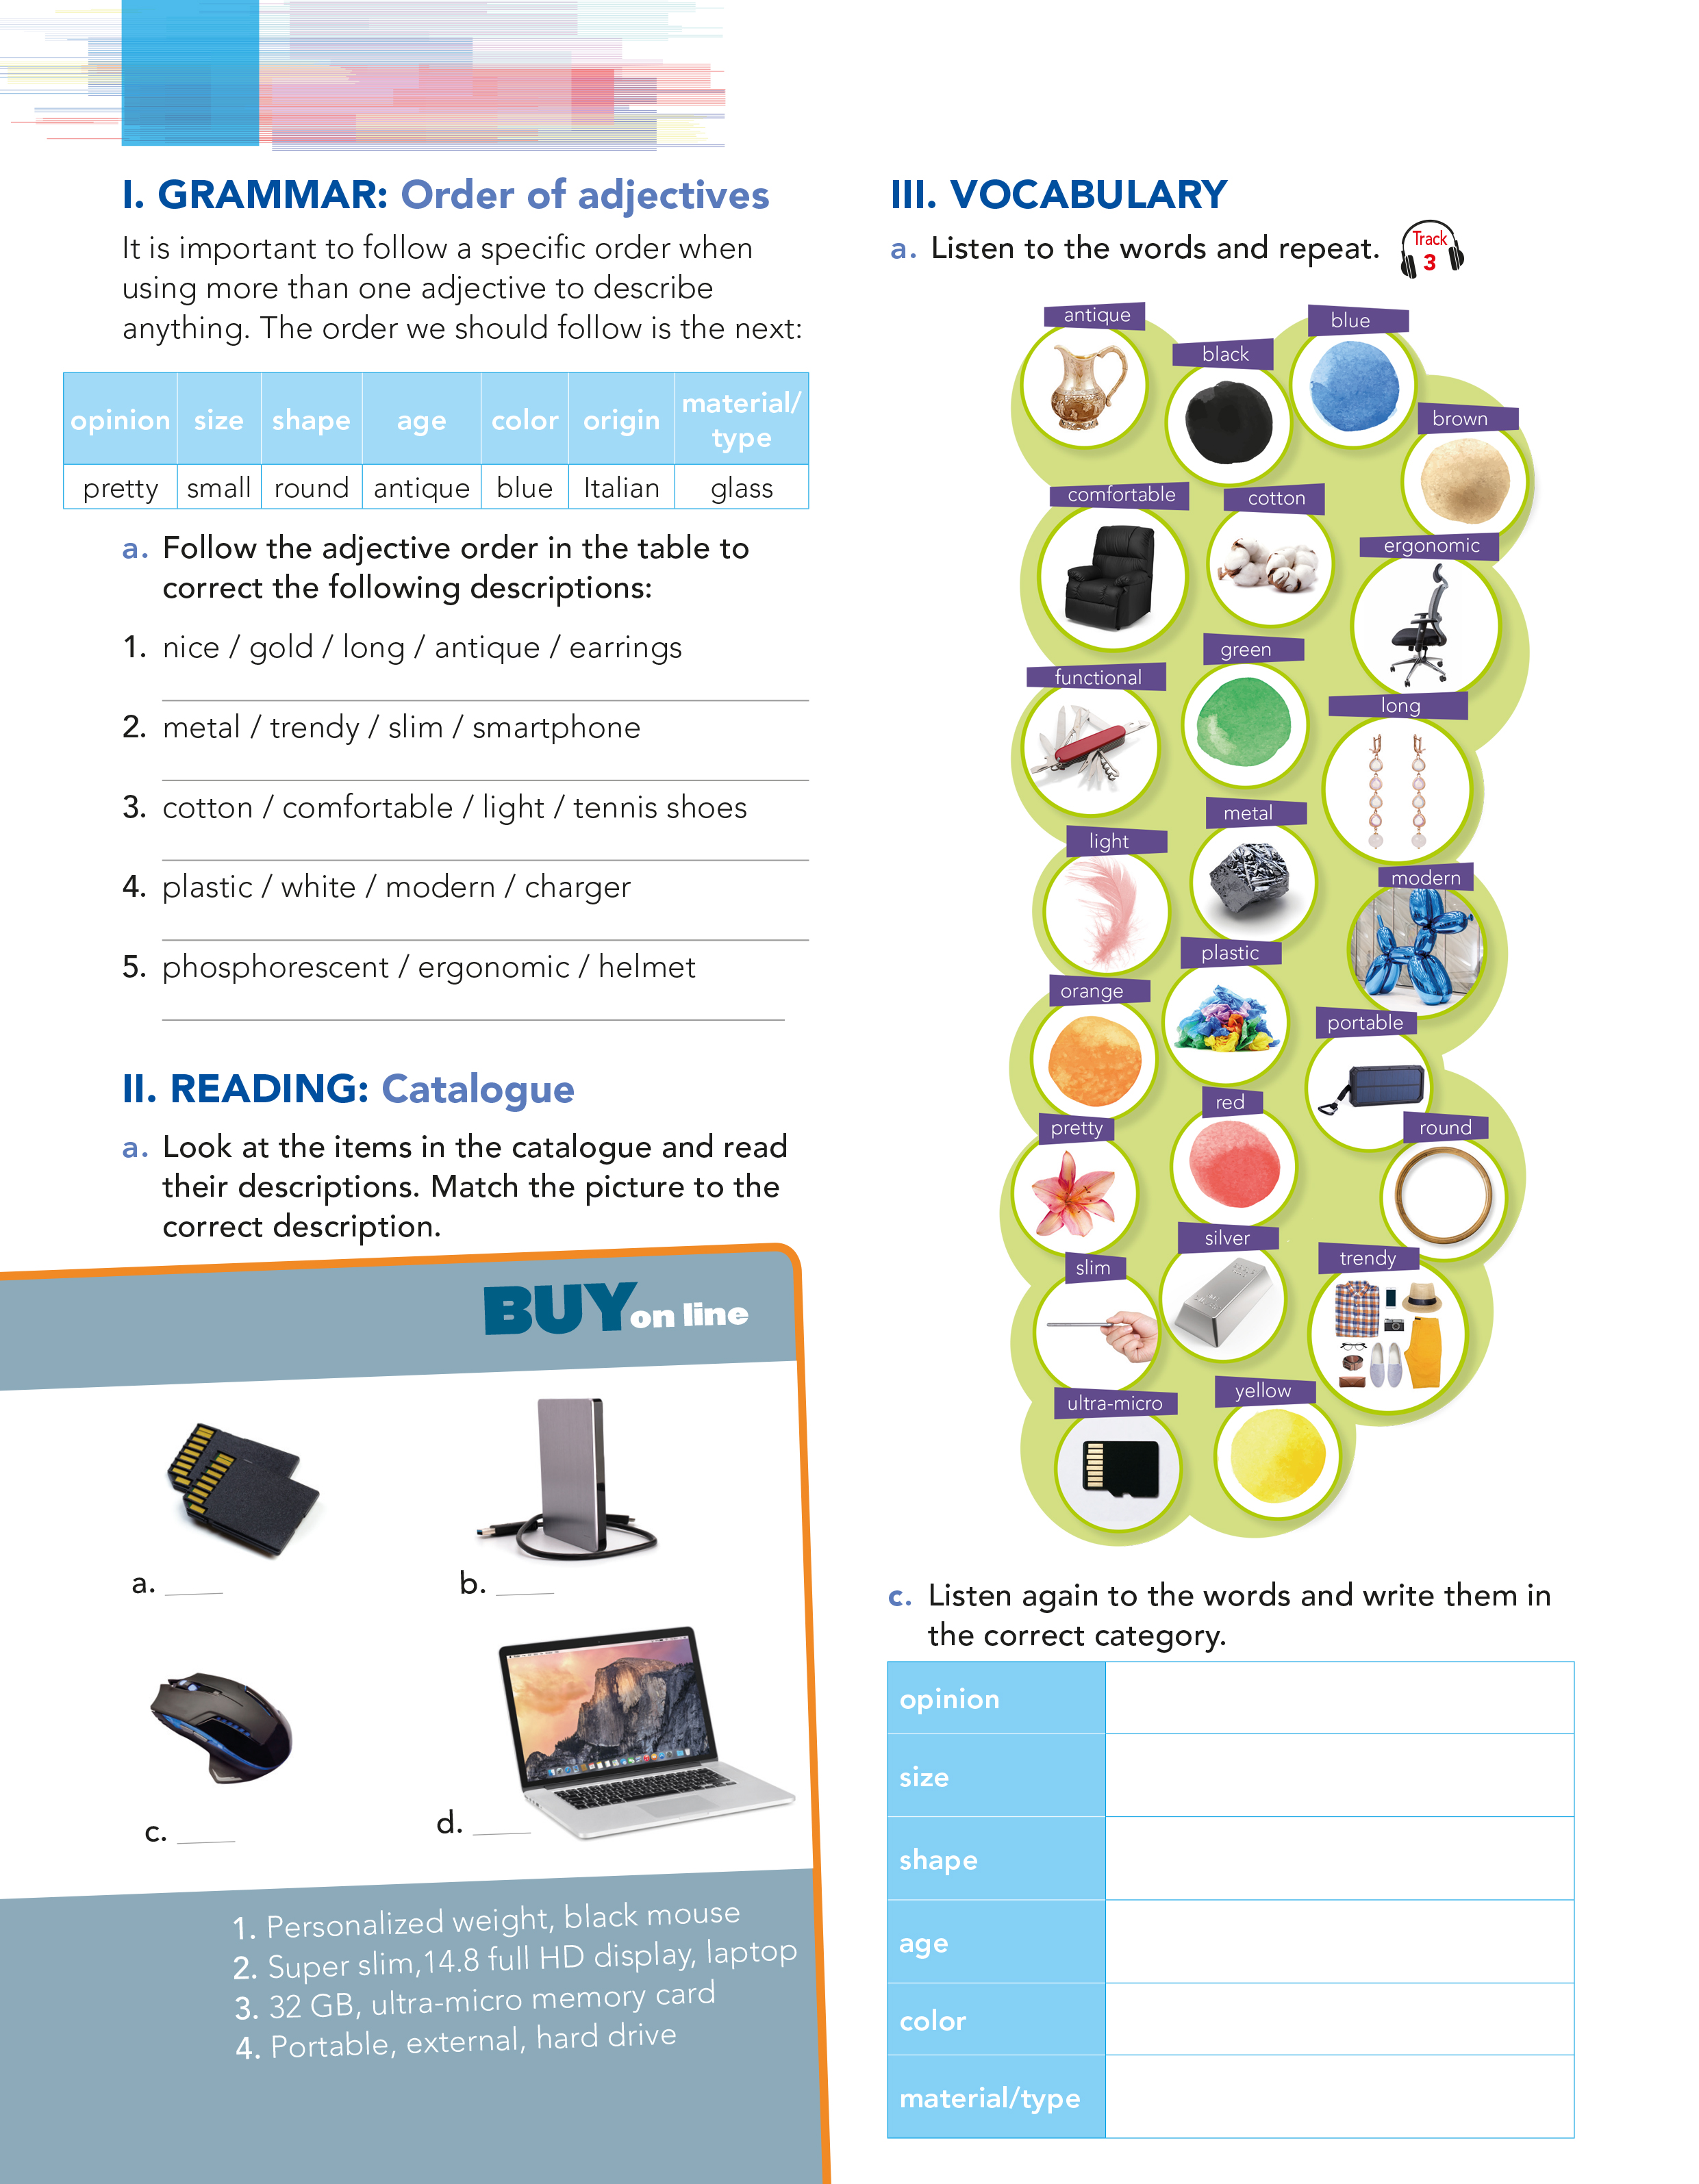 I. GRAMMAR: Order of adjectives
It is important to follow a specific order when
using more than one adjective to describe
anything. The order we should follow is the next:
opinion size shape age color origin material/
type
pretty small round antique blue Italian glass
a. Follow the adjective order in the table to
correct the following descriptions:
1. nice / gold / long / antique / earrings
2. metal / trendy / slim / smartphone
3. cotton / comfortable / light / tennis shoes
4. plastic / white / modern / charger
5. phosphorescent / ergonomic / helmet
II. READING: Catalogue
a. Look at the items in the catalogue and read
their descriptions. Match the picture to the
correct description.
BUY on line
a.
b.
c.
d.
1. Personalized weight, black mouse
2. Super slim,14.8 full HD display, laptop
3. 32 GB, ultra-micro memory card
4. Portable, external, hard drive
III. VOCABULARY
a. Listen to the words and repeat.
Track
3
antique
blue
black
brown
comfortable
cotton
ergonomic
green
functional
long
metal
light
modern
plastic
orange
portable
red
pretty
round
silver
slim
trendy
yellow
ultra-micro
c. Listen again to the words and write them in
the correct category.
opinion
size
shape
age
color
material/type